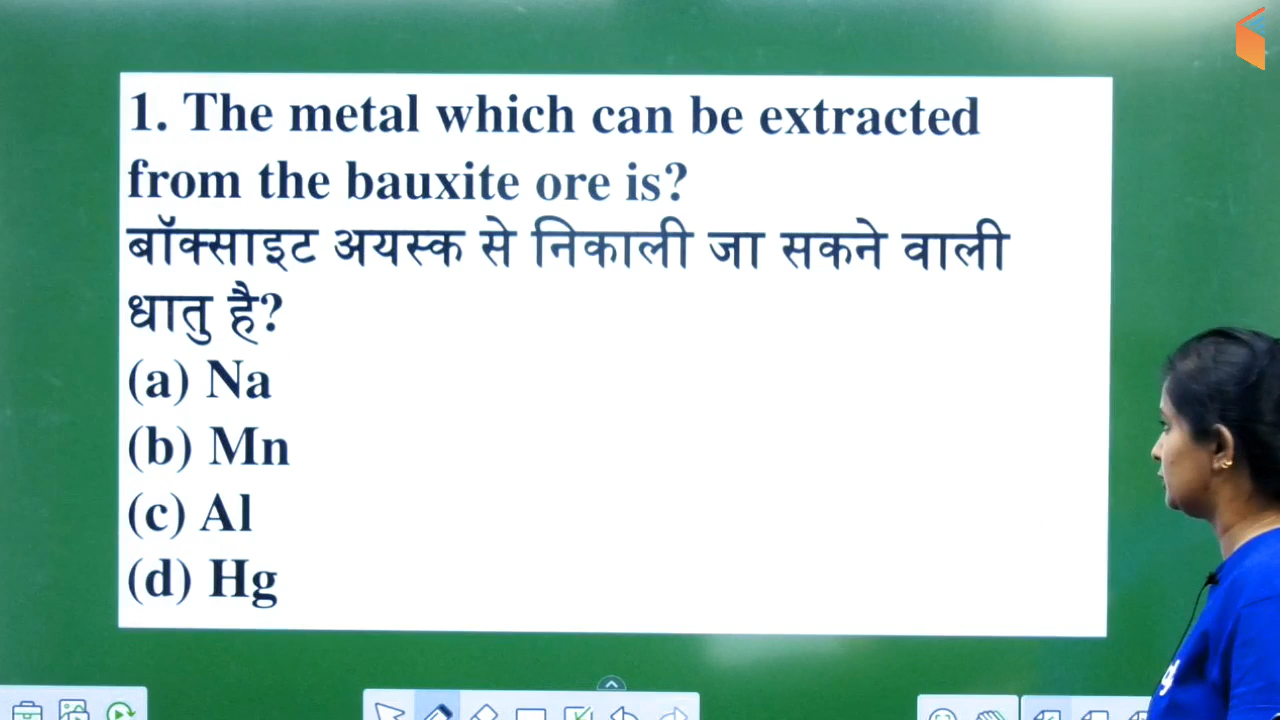 1. The metal which can be extracted
from the bauxite ore is?
बॉक्साइट अयस्क से निकाली जा सकने वाली
धातु है?
(a) Na
(b) Mn
(c) Al
(d) Hg